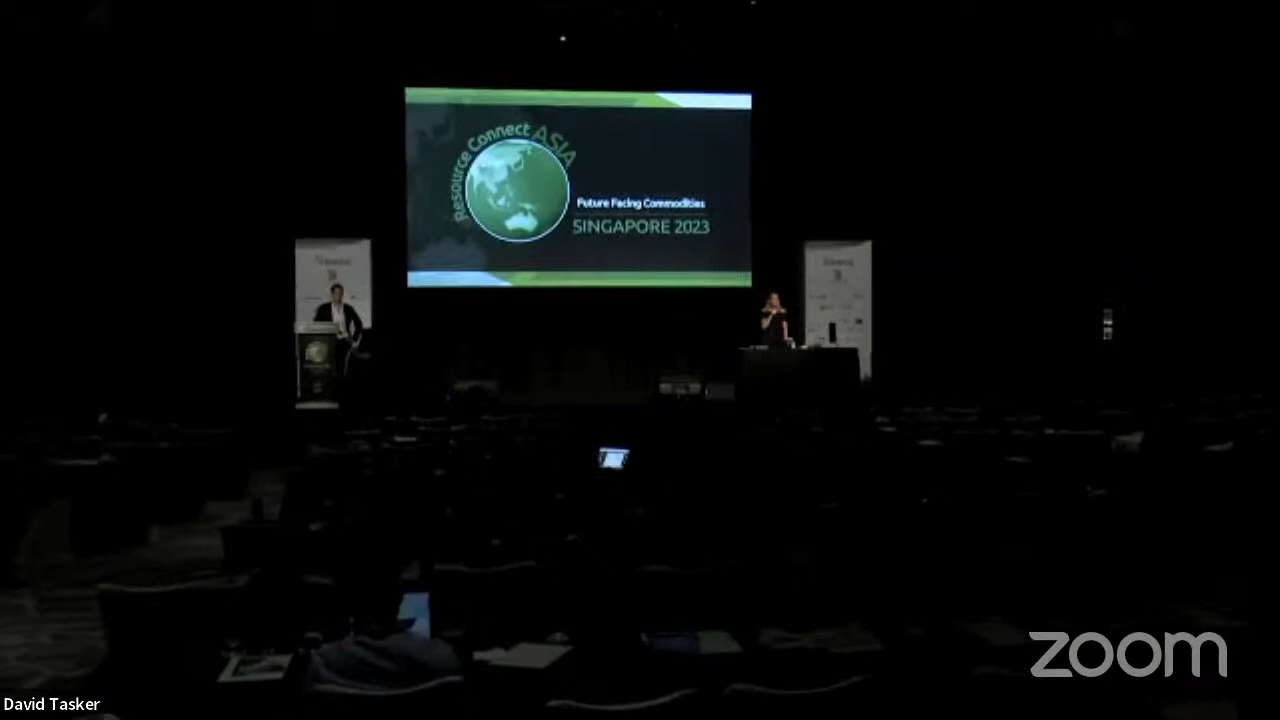 Resource Connect ASIA
Future Facing Commodities
SINGAPORE 2023
zoom
David Tasker